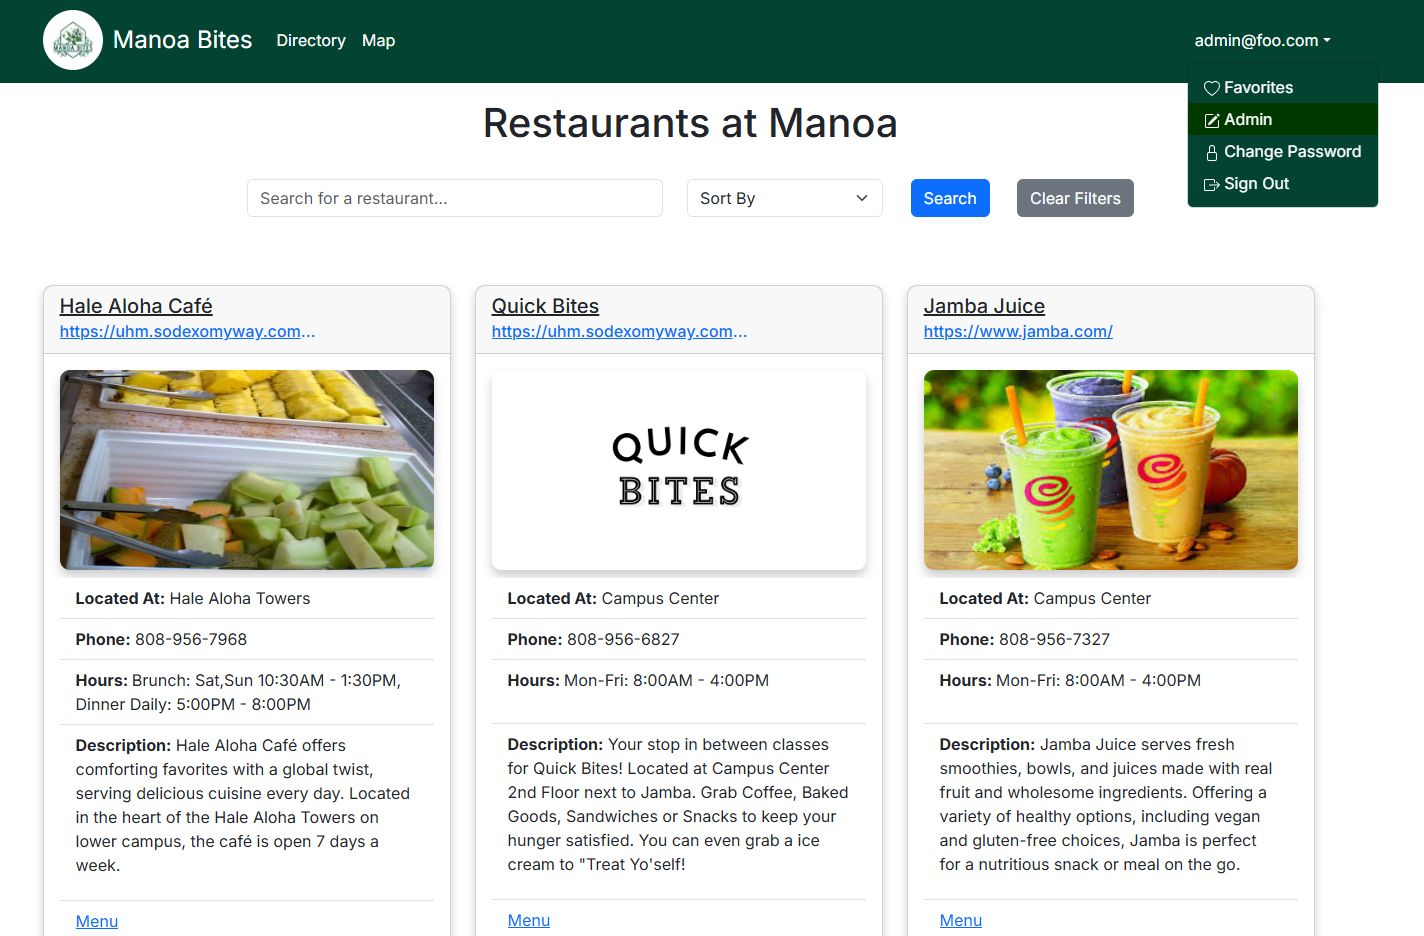 MANOA BITES
Manoa Bites
Directory
Map
admin@foo.com
Favorites
Admin
Change Password
Sign Out
Restaurants at Manoa
Search for a restaurant...
Sort By
Search
Clear Filters
Hale Aloha Café
https://uhm.sodexomyway.com...
Located At: Hale Aloha Towers
Phone: 808-956-7968
Hours: Brunch: Sat,Sun 10:30AM - 1:30PM,
Dinner Daily: 5:00PM - 8:00PM
Description: Hale Aloha Café offers
comforting favorites with a global twist,
serving delicious cuisine every day. Located
in the heart of the Hale Aloha Towers on
lower campus, the café is open 7 days a
week.
Menu
Quick Bites
https://uhm.sodexomyway.com...
QUICK
BITES
Located At: Campus Center
Phone: 808-956-6827
Hours: Mon-Fri: 8:00AM - 4:00PM
Description: Your stop in between classes
for Quick Bites! Located at Campus Center
2nd Floor next to Jamba. Grab Coffee, Baked
Goods, Sandwiches or Snacks to keep your
hunger satisfied. You can even grab a ice
cream to "Treat Yo'self!
Menu
Jamba Juice
https://www.jamba.com/
Located At: Campus Center
Phone: 808-956-7327
Hours: Mon-Fri: 8:00AM - 4:00PM
Description: Jamba Juice serves fresh
smoothies, bowls, and juices made with real
fruit and wholesome ingredients. Offering a
variety of healthy options, including vegan
and gluten-free choices, Jamba is perfect
for a nutritious snack or meal on the go.
Menu